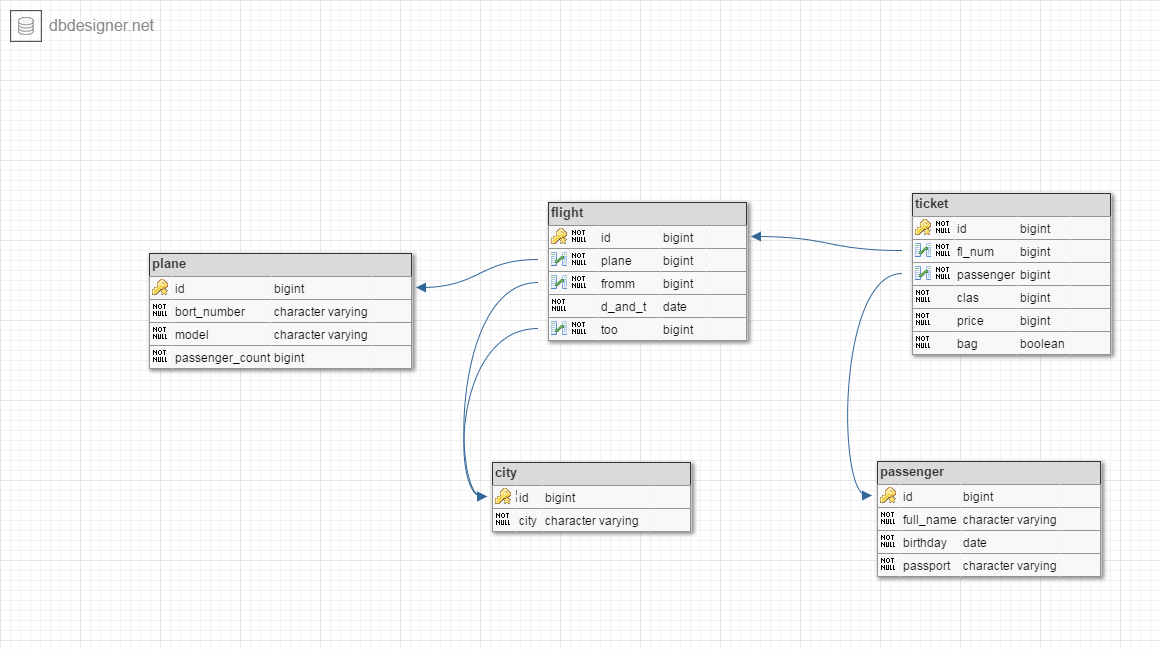 dbdesigner.net
plane
id bigint
NOT NULL bort_number character varying
NOT NULL model character varying
NOT NULL passenger_count bigint
flight
NOT NULL id bigint
NOT NULL plane bigint
NOT NULL fromm bigint
NOT NULL d_and_t date
NOT NULL too bigint
ticket
NOT NULL id bigint
NOT NULL fl_num bigint
NOT NULL passenger bigint
NOT NULL clas bigint
NOT NULL price bigint
NOT NULL bag boolean
city
id bigint
NOT NULL city character varying
passenger
id bigint
NOT NULL full_name character varying
NOT NULL birthday date
NOT NULL passport character varying